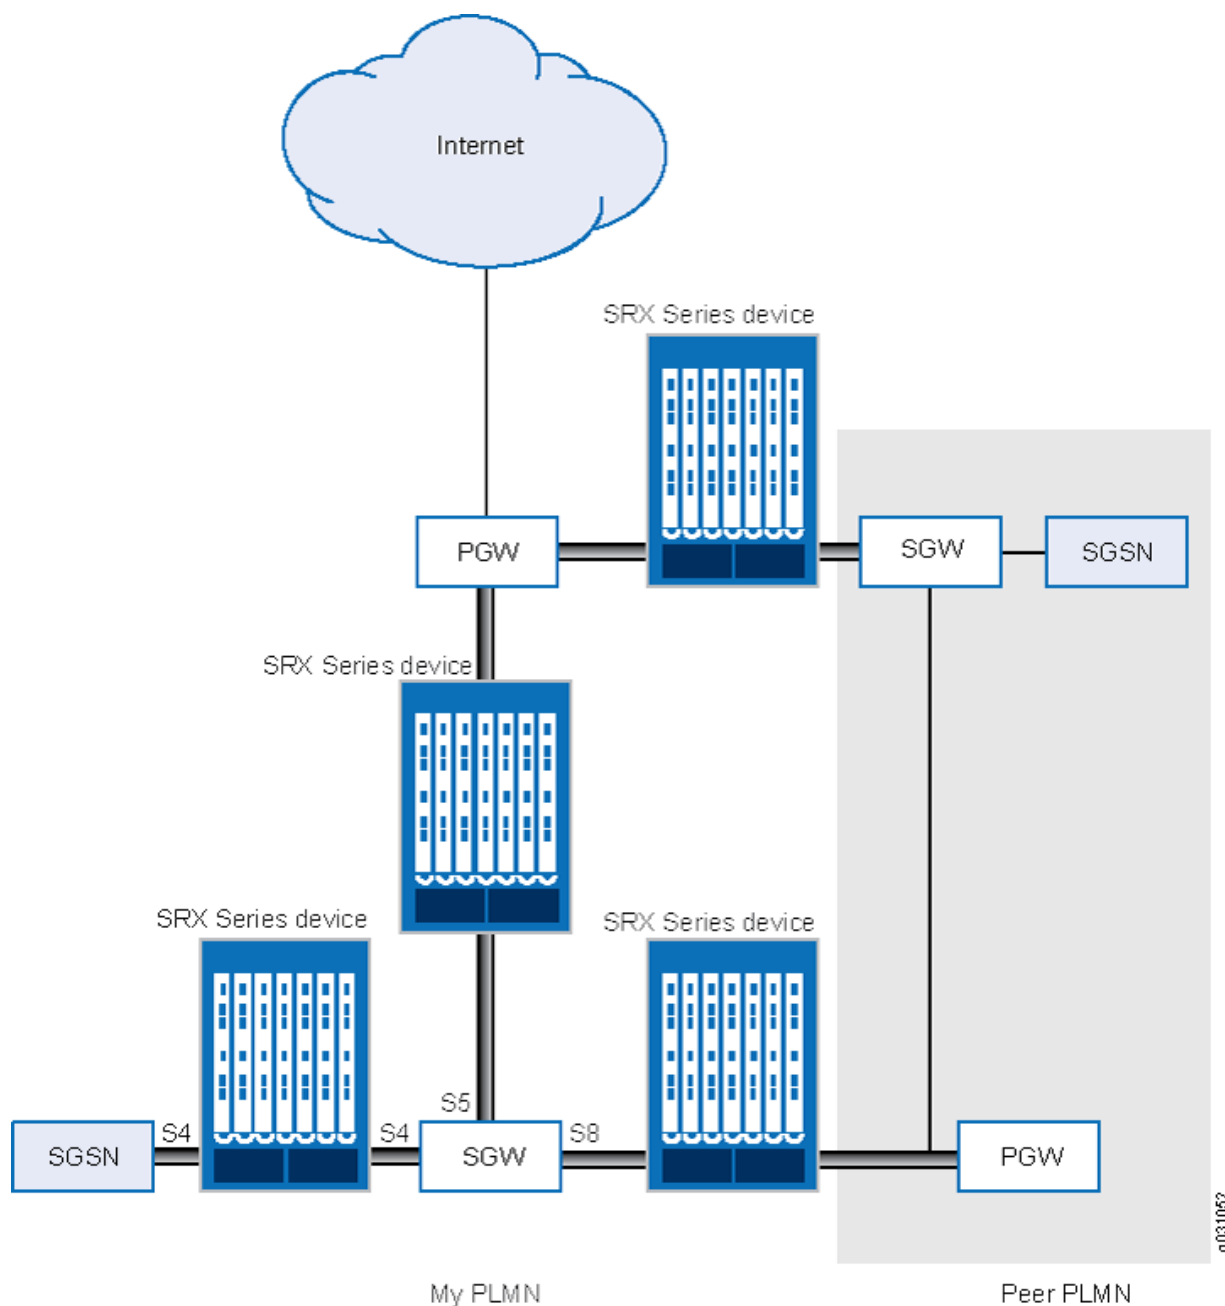 Internet
SRX Series device
PGW
SGW
SGSN
SRX Series device
SRX Series device
SRX Series device
S5
SGSN
S4
S4
SGW
S8
PGW
g031052
My PLMN
Peer PLMN